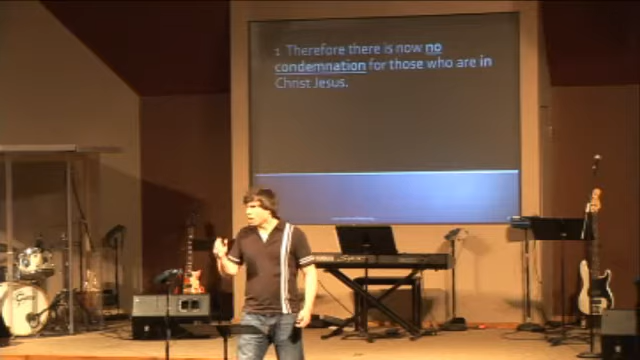 1 Therefore there is now no
condemnation for those who are in
Christ Jesus.